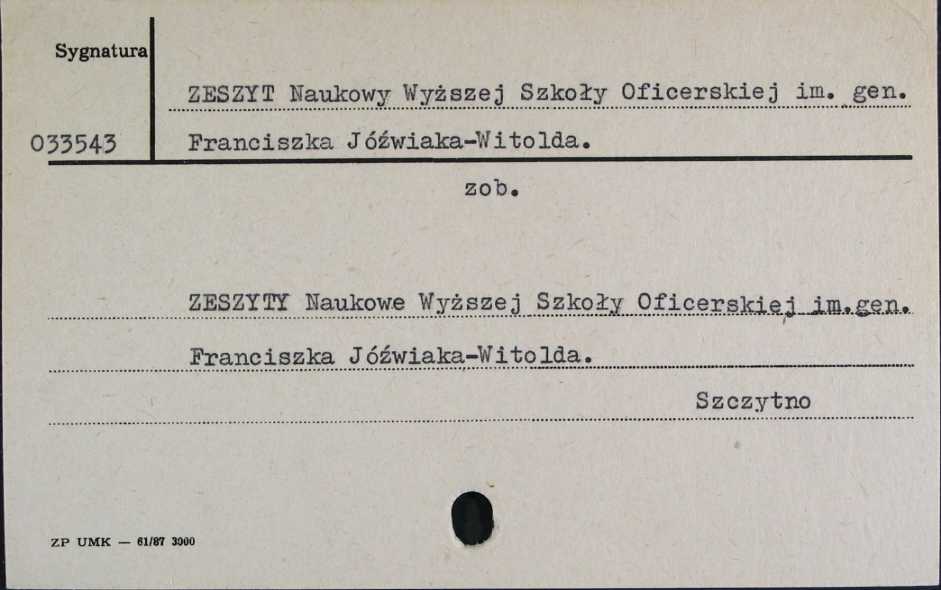 Sygnatura
ZESZYT Naukowy Wyższej Szkoły Oficerskiej im. gen.
033543
Franciszka Jóźwiaka-Witolda.
zob.
ZESZYTY Naukowe Wyższej Szkoły Oficerskiej im.gen.
Franciszka Jóźwiaka-Witolda.
Szczytno
ZP UMK — 61/87 3000